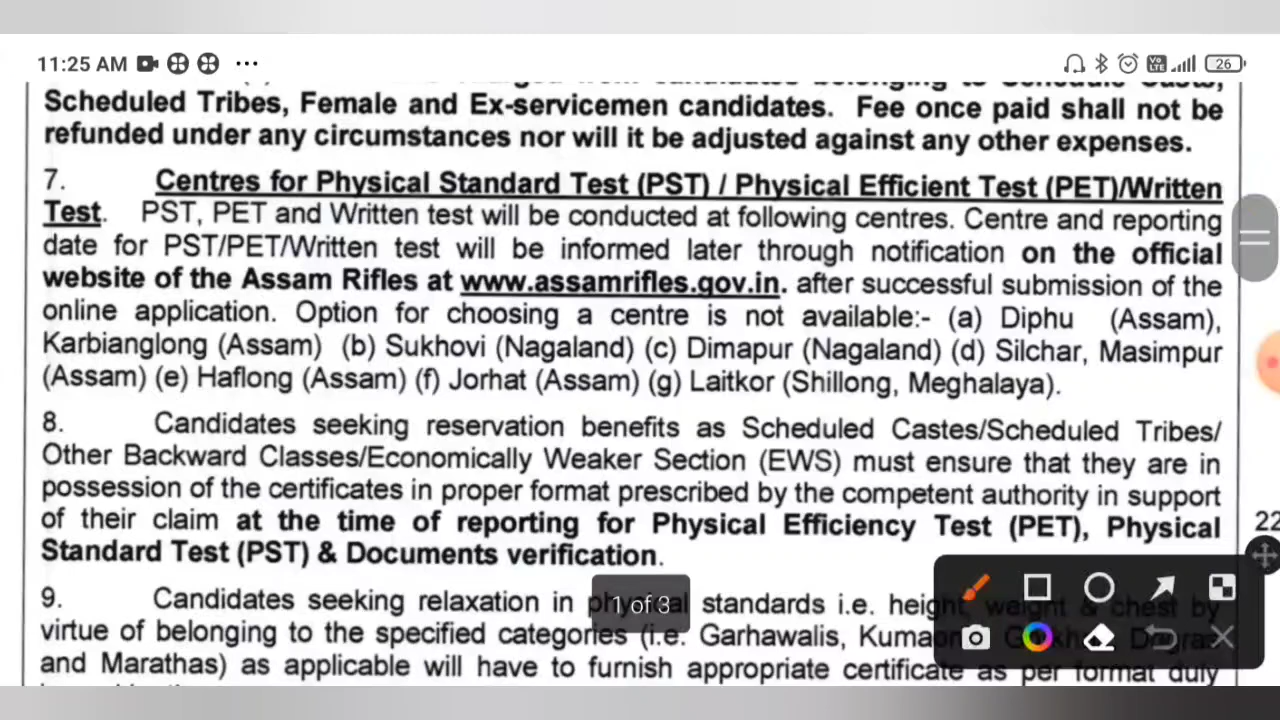 11:25 AM ...
Vo LTE 26
belonging to
Scheduled Tribes, Female and Ex-servicemen candidates. Fee once paid shall not be
refunded under any circumstances nor will it be adjusted against any other expenses.
7. Centres for Physical Standard Test (PST) / Physical Efficient Test (PET)/Written
Test. PST, PET and Written test will be conducted at following centres. Centre and reporting
date for PST/PET/Written test will be informed later through notification on the official
website of the Assam Rifles at www.assamrifles.gov.in. after successful submission of the
online application. Option for choosing a centre is not available:- (a) Diphu (Assam),
Karbianglong (Assam) (b) Sukhovi (Nagaland) (c) Dimapur (Nagaland) (d) Silchar, Masimpur
(Assam) (e) Haflong (Assam) (f) Jorhat (Assam) (g) Laitkor (Shillong, Meghalaya).
8. Candidates seeking reservation benefits as Scheduled Castes/Scheduled Tribes/
Other Backward Classes/Economically Weaker Section (EWS) must ensure that they are in
possession of the certificates in proper format prescribed by the competent authority in support
of their claim at the time of reporting for Physical Efficiency Test (PET), Physical
Standard Test (PST) & Documents verification.
22
9. Candidates seeking relaxation in physical standards i.e. height, weight & chest by
1 of 3
virtue of belonging to the specified categories (i.e. Garhawalis,
and Marathas) as applicable will have to furnish appropriate certificate as per format duly